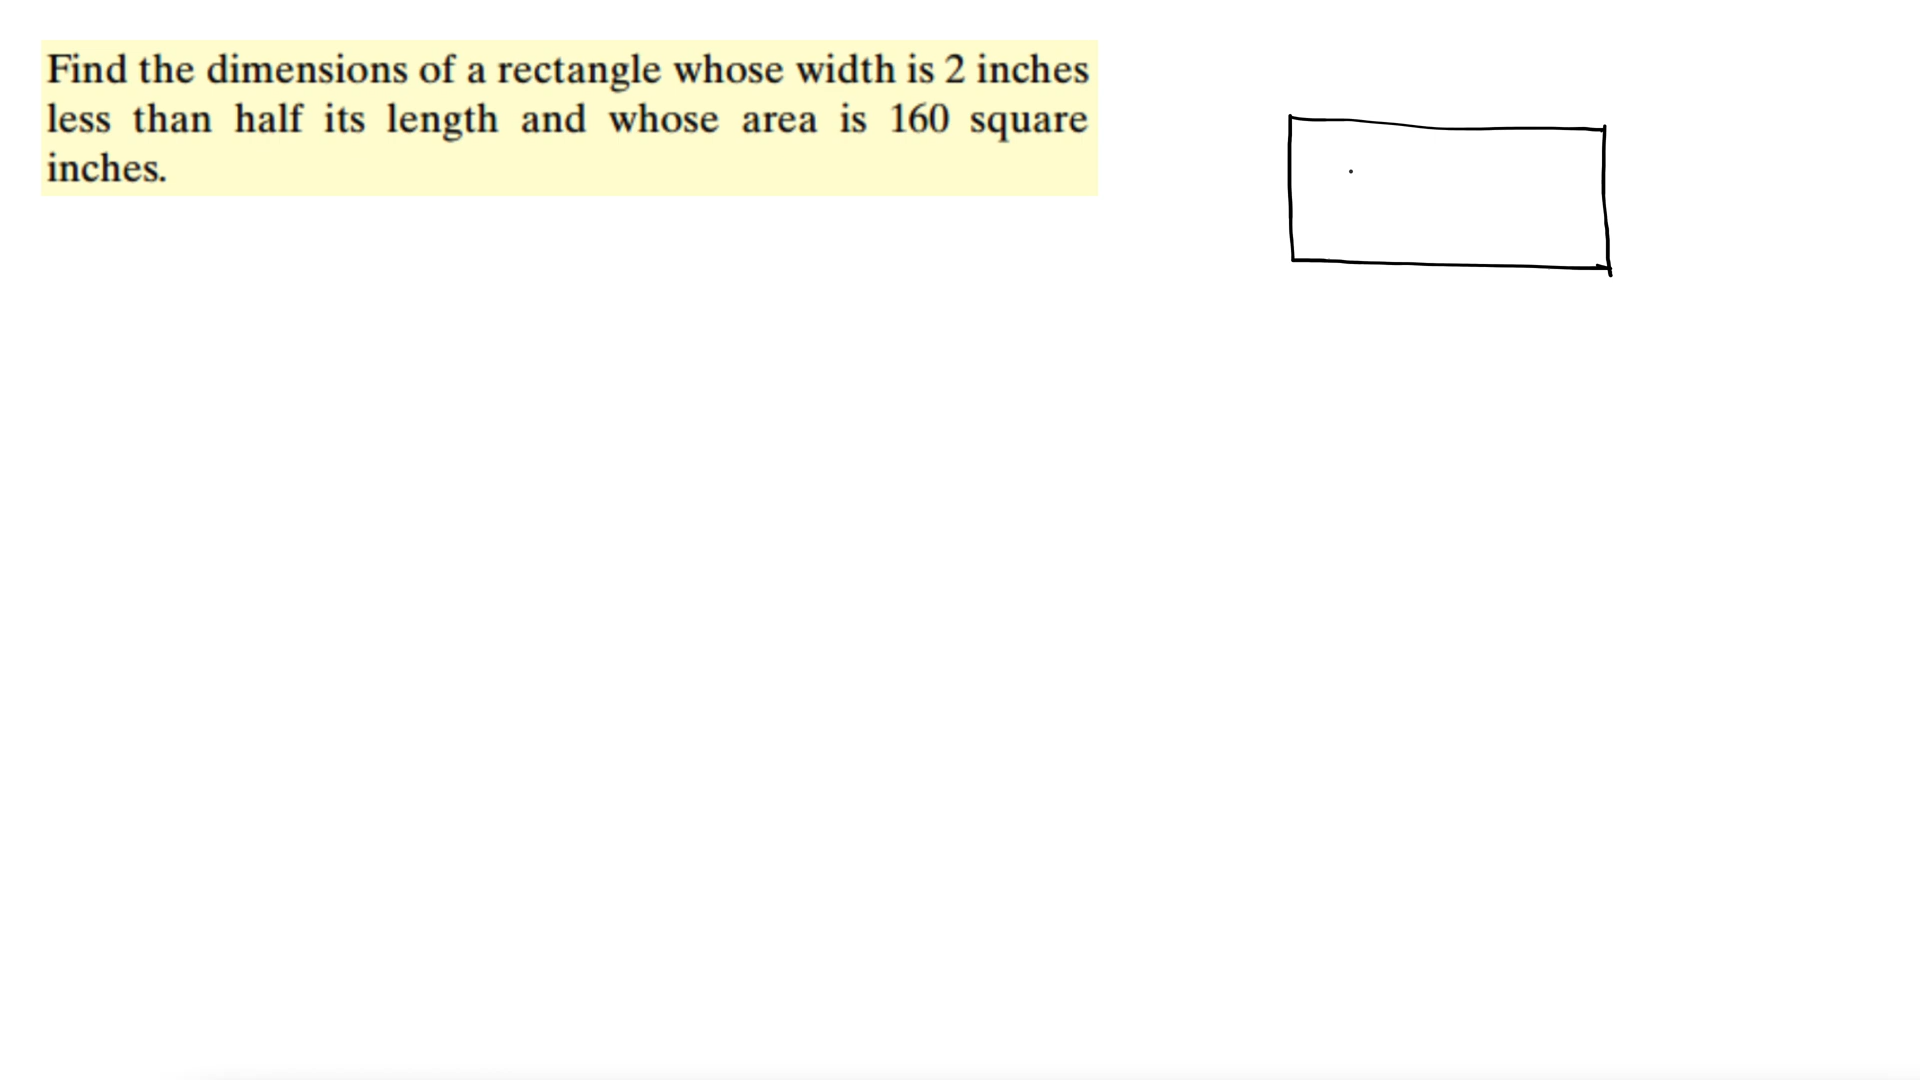 Find the dimensions of a rectangle whose width is 2 inches
less than half its length and whose area is 160 square
inches.